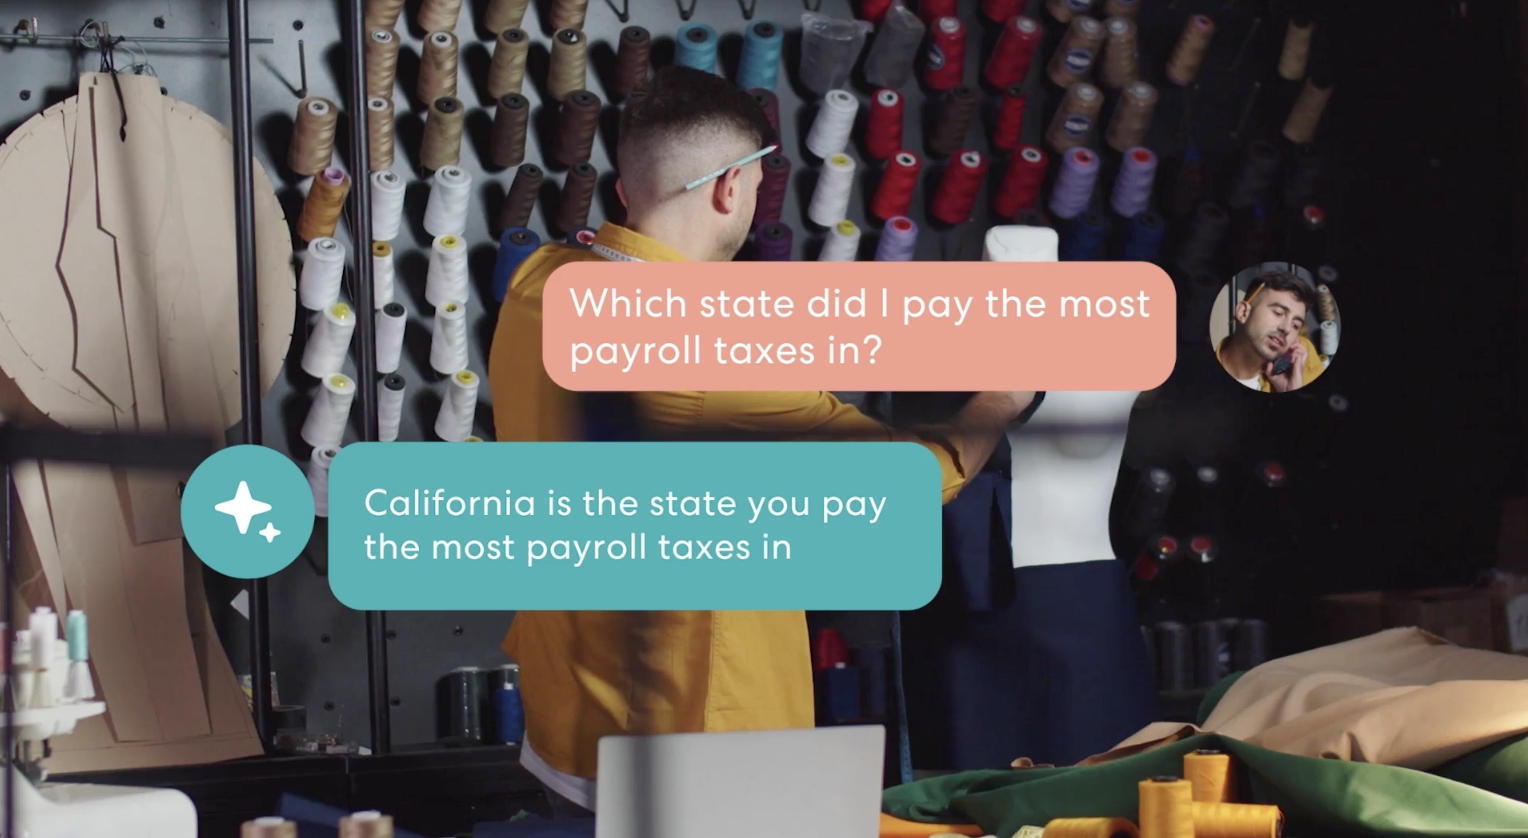 Which state did I pay the most
payroll taxes in?
California is the state you pay
the most payroll taxes in